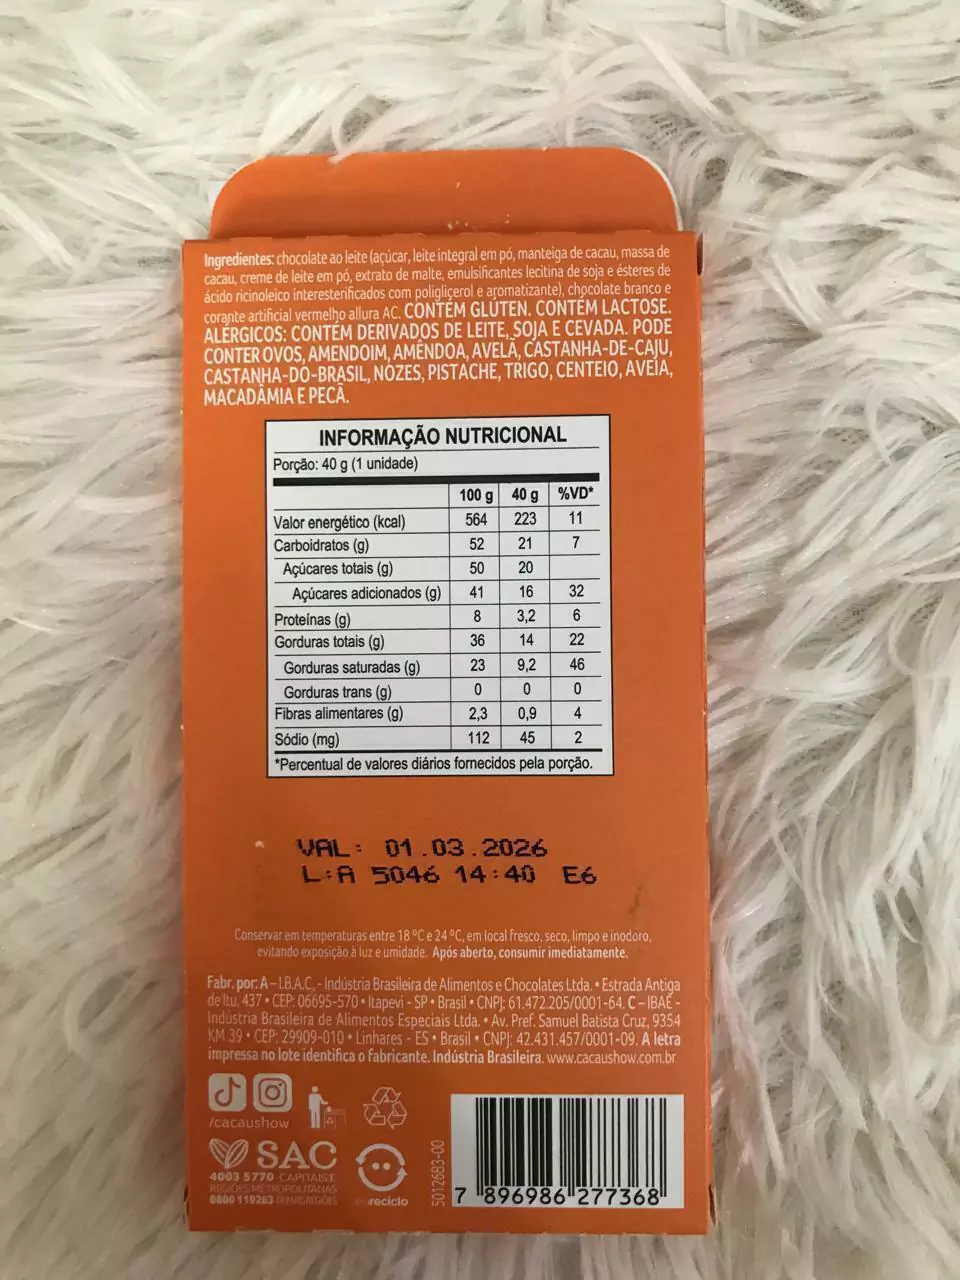 Ingredientes: chocolate ao leite (açúcar, leite integral em pó, manteiga de cacau, massa de
cacau, creme de leite em pó, extrato de malte, emulsificantes lecitina de soja e ésteres de
ácido ricinoleico interesterificados com poliglicerol e aromatizante), chocolate branco e
corante artificial vermelho allura AC. CONTÉM GLÚTEN. CONTÉM LACTOSE.
ALÉRGICOS: CONTÉM DERIVADOS DE LEITE, SOJA E CEVADA. PODE
CONTER OVOS, AMENDOIM, AMÊNDOA, AVELÃ, CASTANHA-DE-CAJU,
CASTANHA-DO-BRASIL, NOZES, PISTACHE, TRIGO, CENTEIO, AVEIA,
MACADÂMIA E PECÃ.
INFORMAÇÃO NUTRICIONAL
Porção: 40 g (1 unidade)
100 g 40 g %VD*
Valor energético (kcal) 564 223 11
Carboidratos (g) 52 21 7
Açúcares totais (g) 50 20
Açúcares adicionados (g) 41 16 32
Proteínas (g) 8 3,2 6
Gorduras totais (g) 36 14 22
Gorduras saturadas (g) 23 9,2 46
Gorduras trans (g) 0 0 0
Fibras alimentares (g) 2,3 0,9 4
Sódio (mg) 112 45 2
*Percentual de valores diários fornecidos pela porção.
VAL: 01.03.2026
L:A 5046 14:40 E6
Conservar em temperaturas entre 18 ºC e 24 ºC, em local fresco, seco, limpo e inodoro,
evitando exposição à luz e umidade. Após aberto, consumir imediatamente.
Fabr. por: A – I.B.A.C. - Indústria Brasileira de Alimentos e Chocolates Ltda. • Estrada Antiga
de Itu, 437 • CEP: 06695-570 • Itapevi - SP • Brasil • CNPJ: 61.472.205/0001-64. C – IBAE -
Indústria Brasileira de Alimentos Especiais Ltda. • Av. Pref. Samuel Batista Cruz, 9354
KM 39 • CEP: 29909-010 • Linhares - ES • Brasil • CNPJ: 42.431.457/0001-09. A letra
impressa no lote identifica o fabricante. Indústria Brasileira. www.cacaushow.com.br
/cacaushow
SAC
4003 5770 CAPITAIS E
REGIÕES METROPOLITANAS
0800 110263 DEMAIS REGIÕES
eureciclo
5012683-00
7 896986 277368